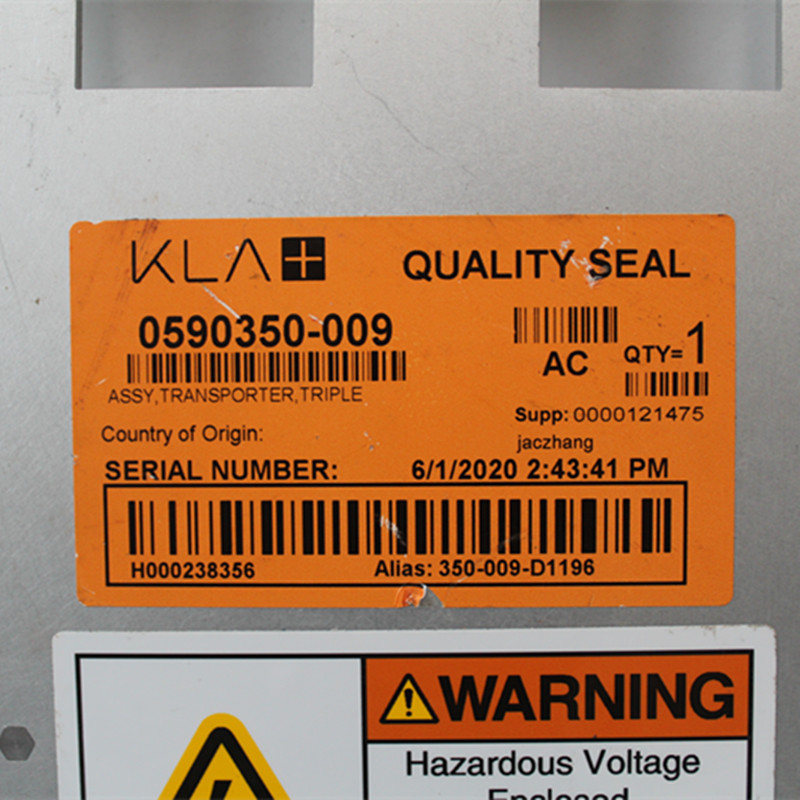 KLA+ QUALITY SEAL
0590350-009
AC QTY=1
ASSY,TRANSPORTER,TRIPLE
Supp: 0000121475
Country of Origin:
jaczhang
SERIAL NUMBER: 6/1/2020 2:43:41 PM
H000238356 Alias: 350-009-D1196
WARNING
Hazardous Voltage
Enclosed